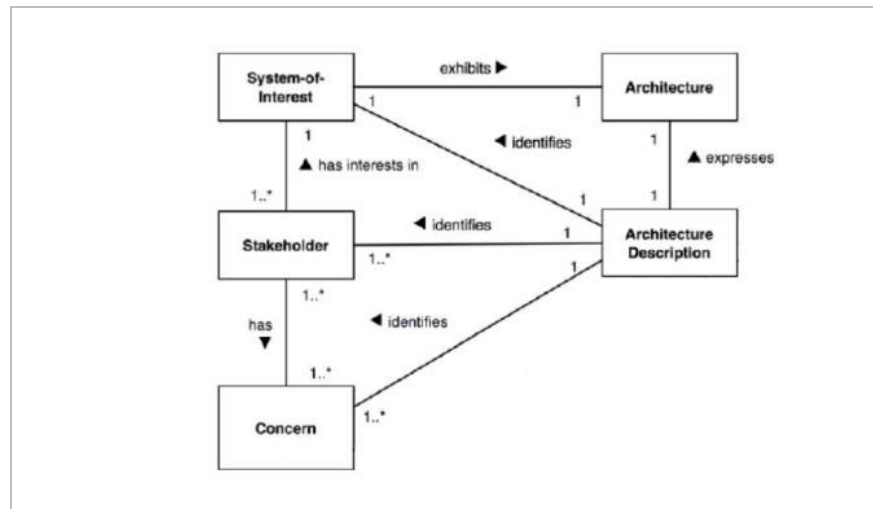 System-of-
Interest
exhibits ►
Architecture
1
1
1
◄ identifies
1
▲ has interests in
▲ expresses
1..*
1
1
Stakeholder
◄ identifies
1
Architecture
Description
1..*
1
1..*
has
▼
◄ identifies
1..*
1..*
Concern